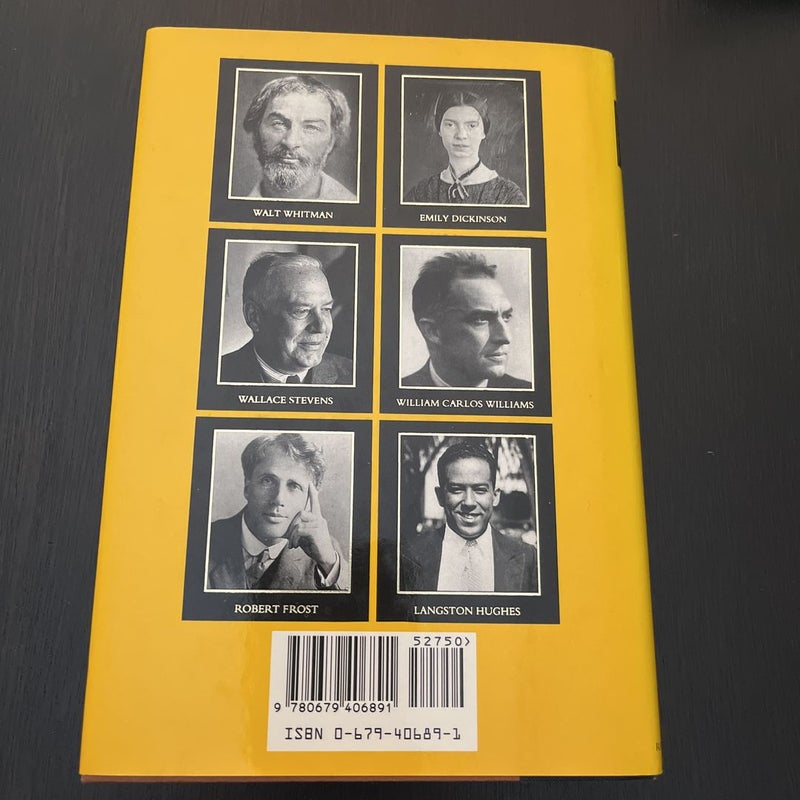 WALT WHITMAN
EMILY DICKINSON
WALLACE STEVENS
WILLIAM CARLOS WILLIAMS
ROBERT FROST
LANGSTON HUGHES
52750>
9 780679 406891
ISBN 0-679-40689-1